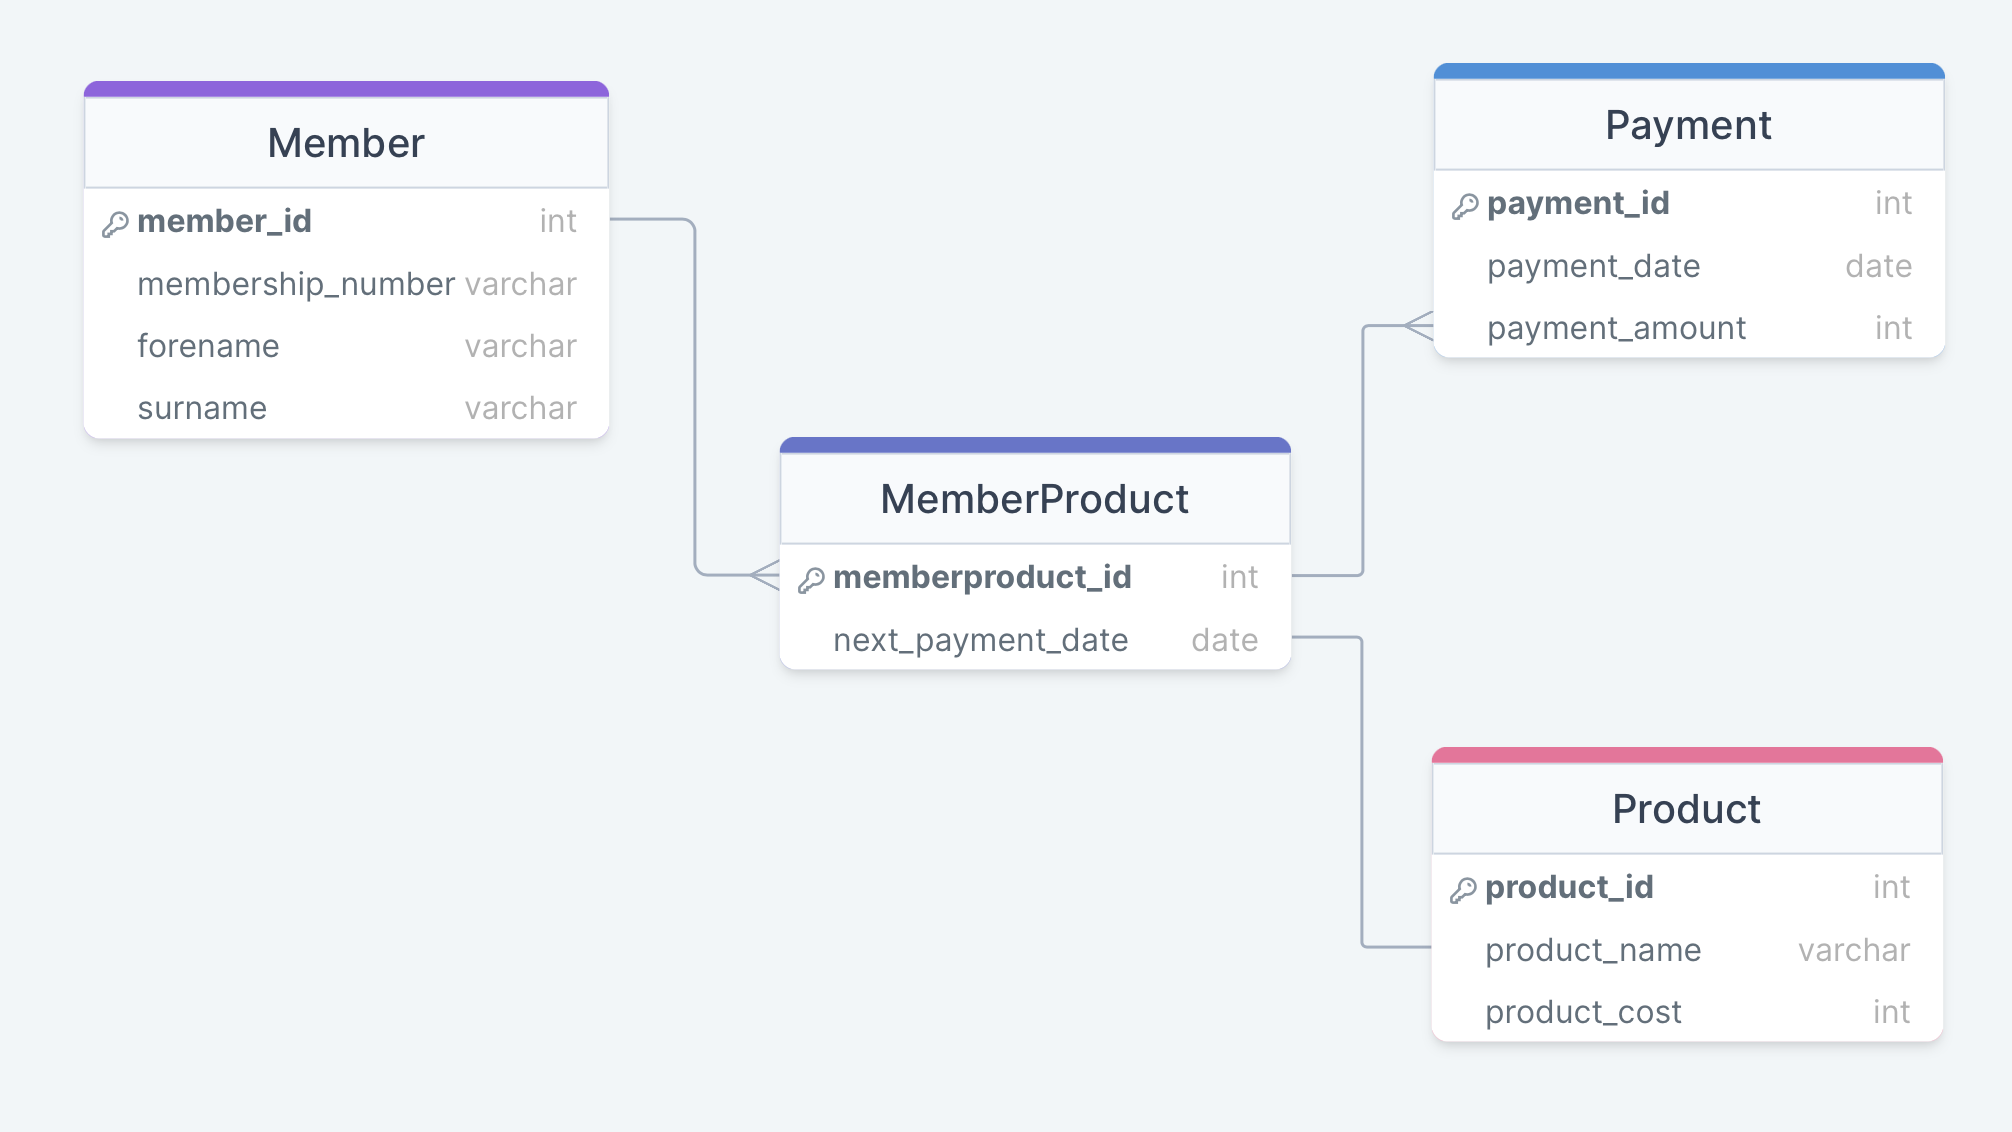 Member
member_id int
membership_number varchar
forename varchar
surname varchar
Payment
payment_id int
payment_date date
payment_amount int
MemberProduct
memberproduct_id int
next_payment_date date
Product
product_id int
product_name varchar
product_cost int